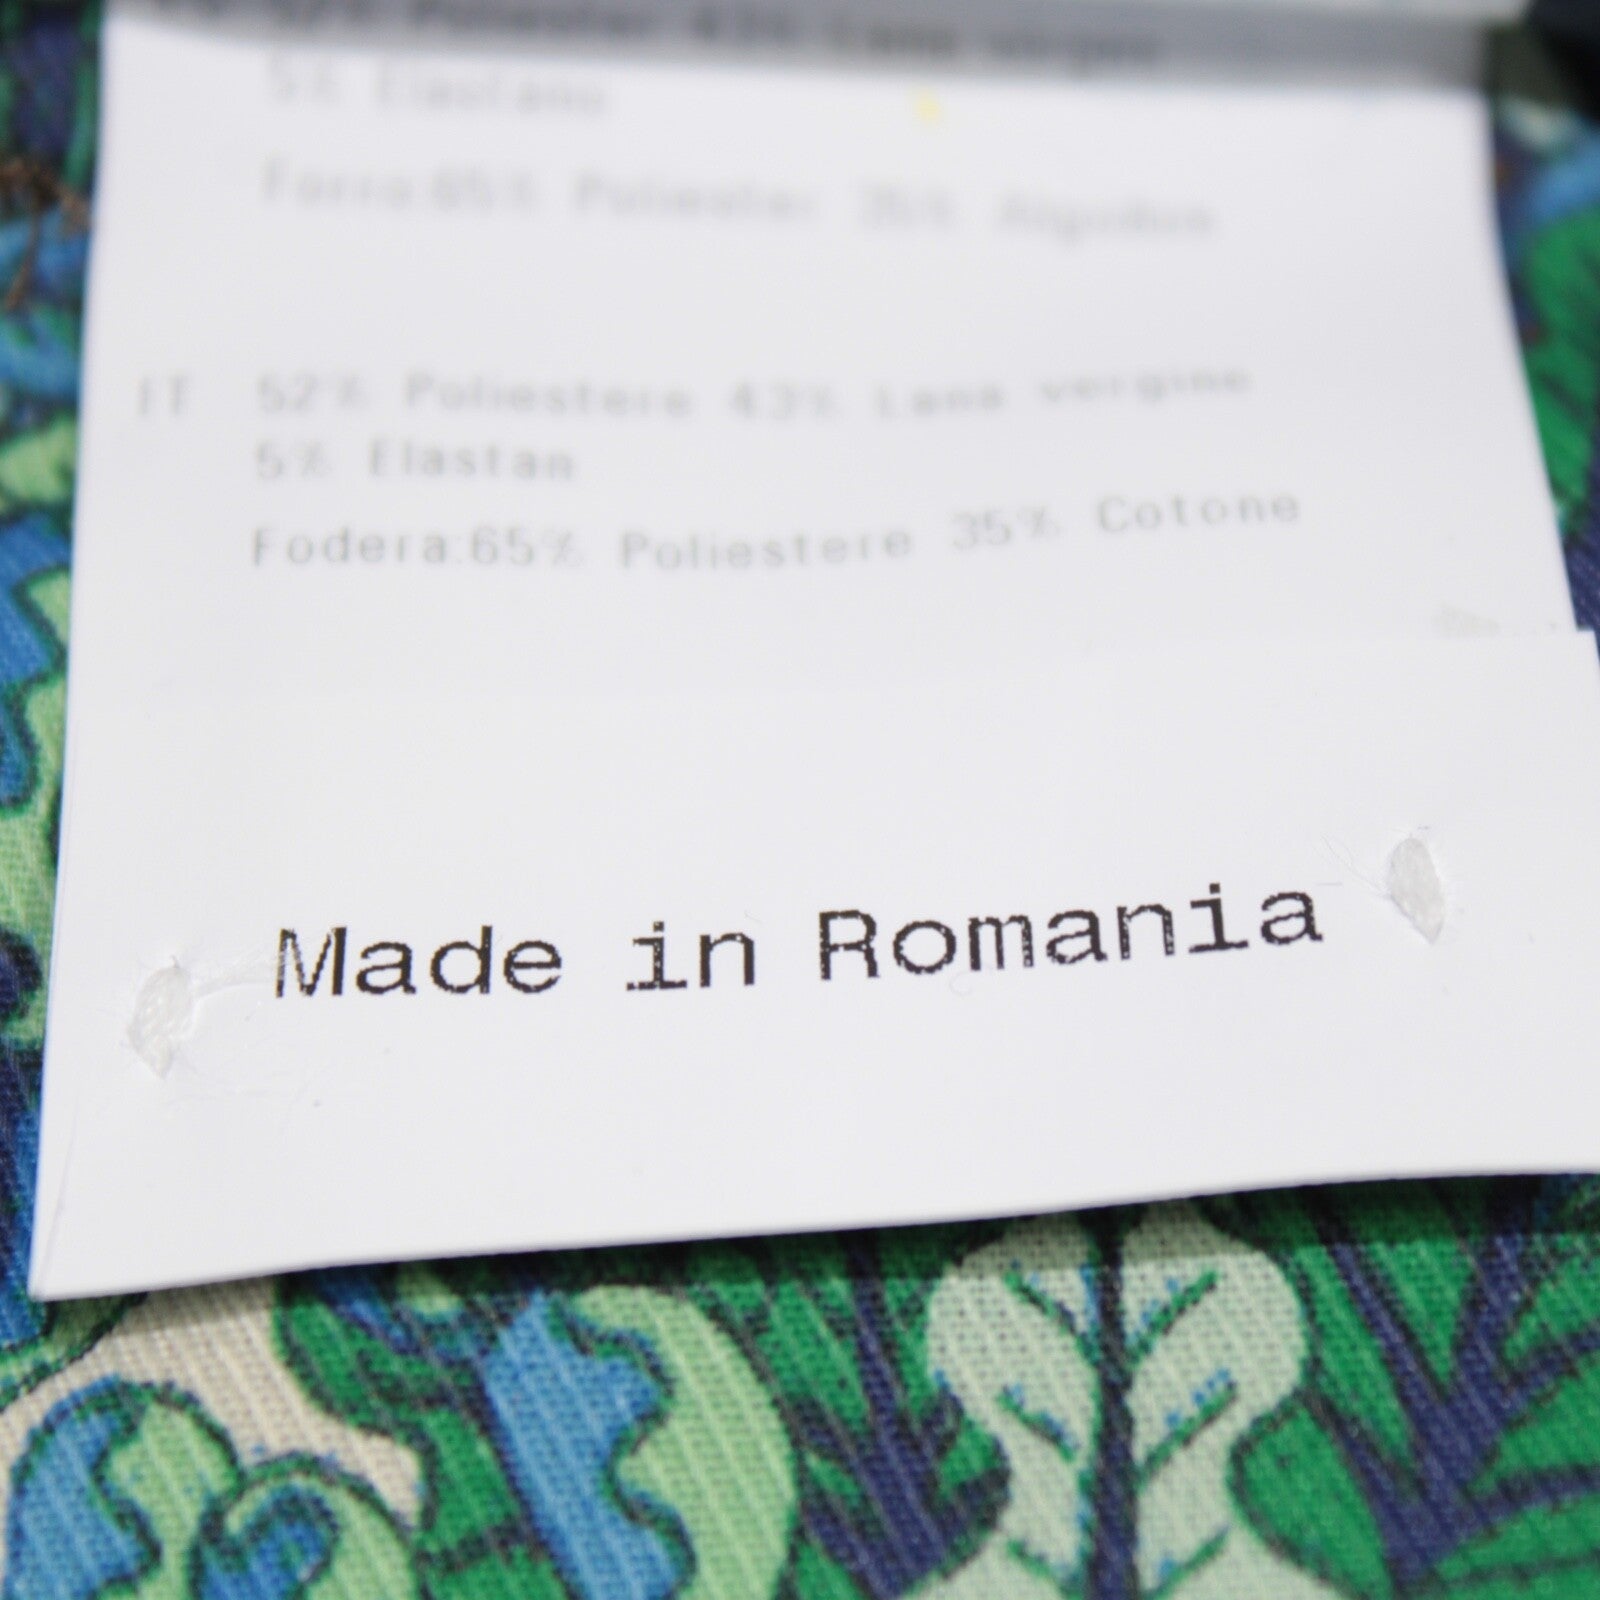 5% Elastano
Forro:65% Poliester 35% Algodon
IT 52% Poliestere 43% Lana vergine
5% Elastan
Fodera:65% Poliestere 35% Cotone
Made in Romania